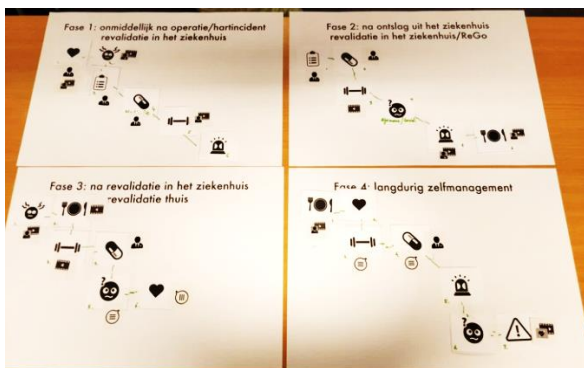 Fase 1: onmiddellijk na operatie/hartincident
revalidatie in het ziekenhuis
Fase 2: na ontslag uit het ziekenhuis
revalidatie in het ziekenhuis/ReGo
Fase 3: na revalidatie in het ziekenhuis
revalidatie thuis
Fase 4: langdurig zelfmanagement